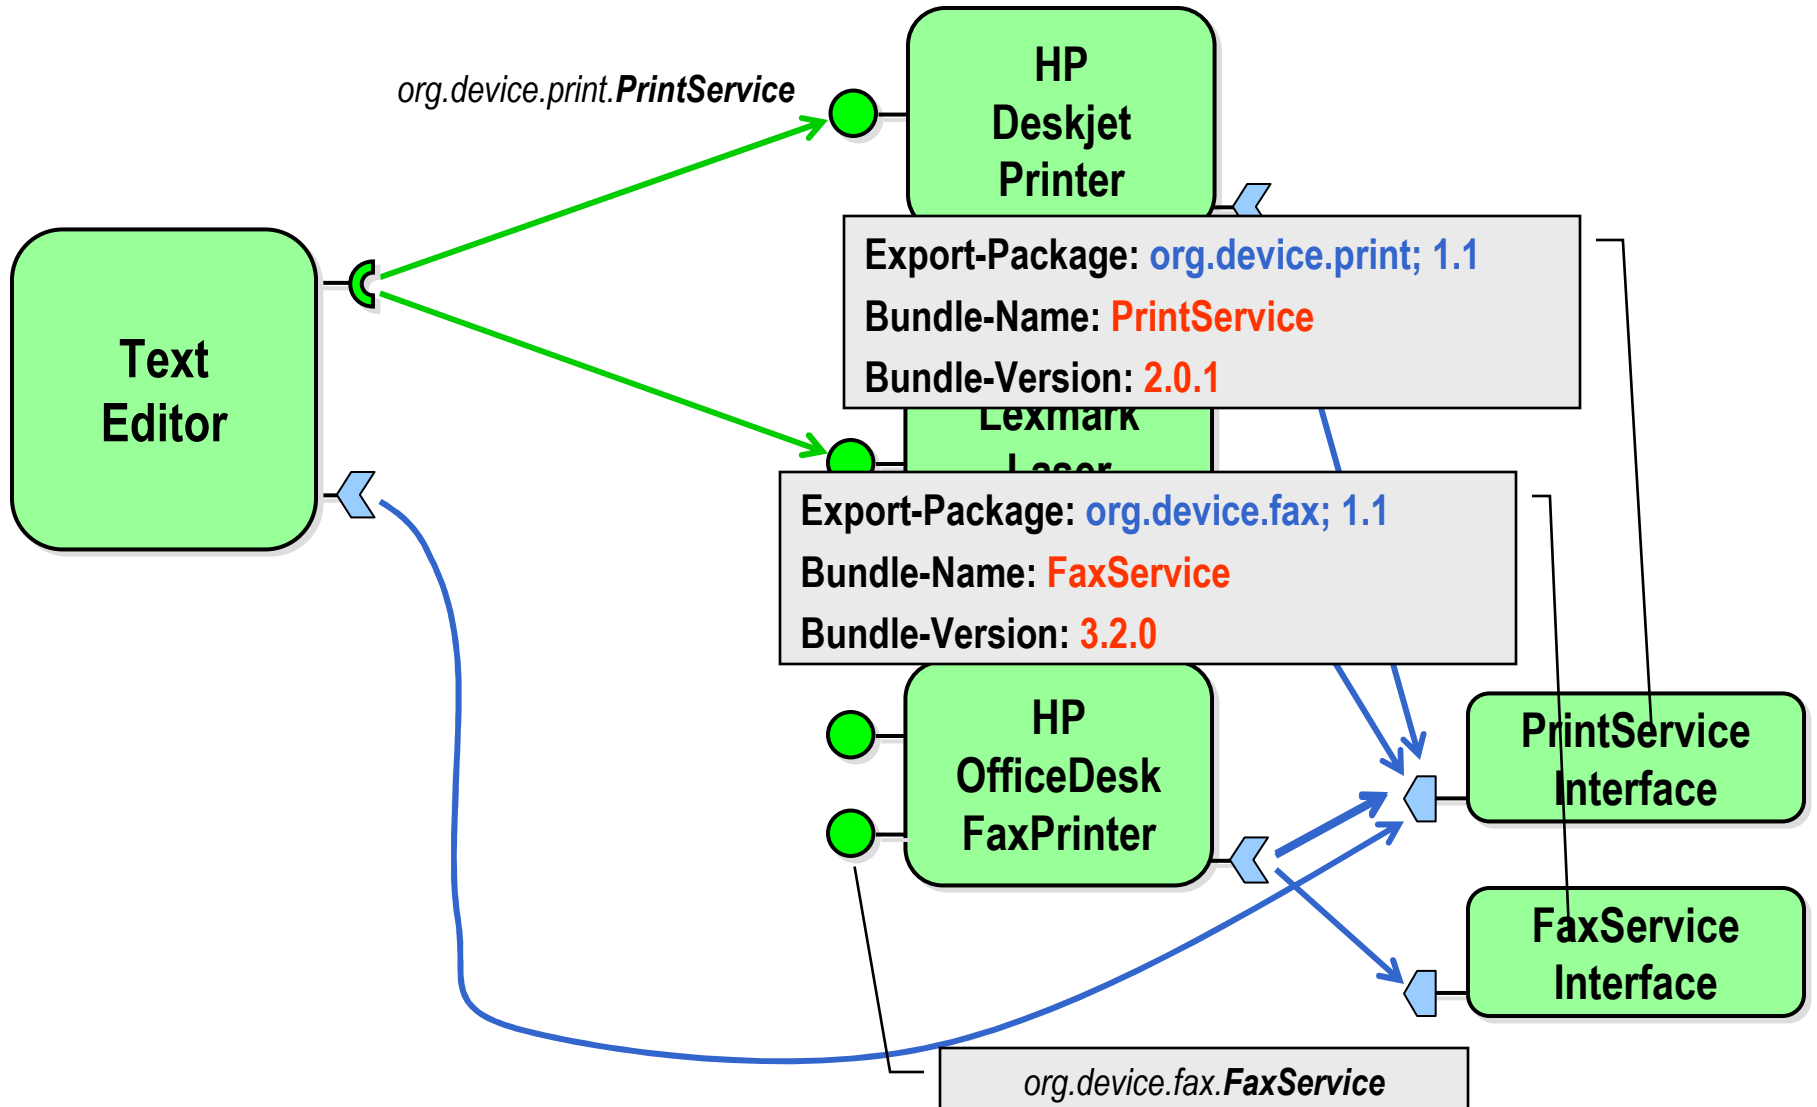 org.device.print.PrintService
HP
Deskjet
Printer
Export-Package: org.device.print; 1.1
Bundle-Name: PrintService
Bundle-Version: 2.0.1
Text
Editor
Lexmark
Laser
Export-Package: org.device.fax; 1.1
Bundle-Name: FaxService
Bundle-Version: 3.2.0
HP
OfficeDesk
FaxPrinter
PrintService
Interface
FaxService
Interface
org.device.fax.FaxService